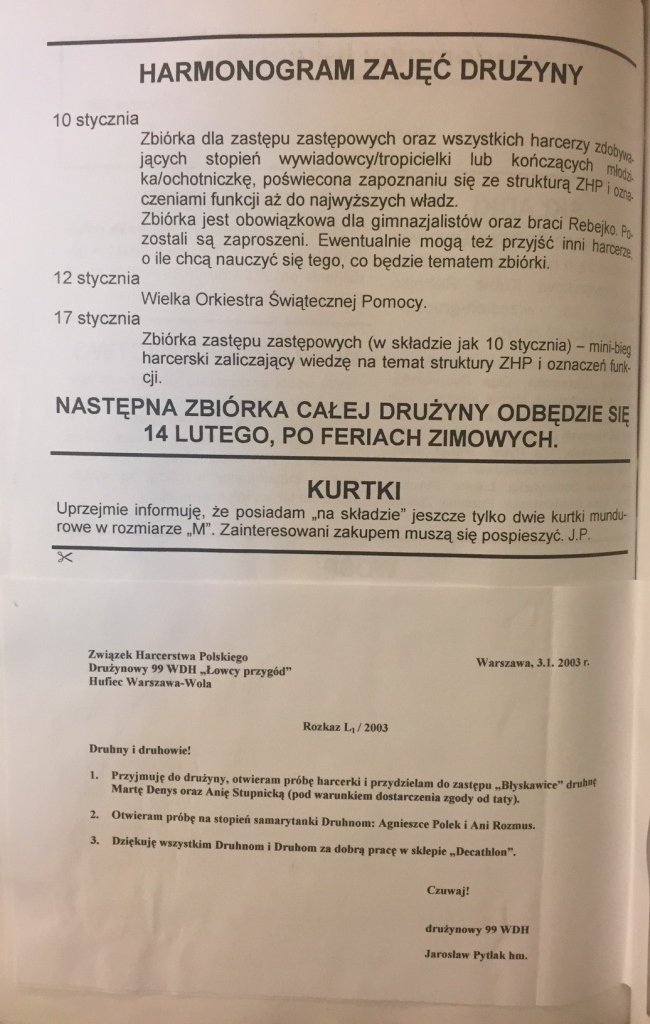 HARMONOGRAM ZAJĘĆ DRUŻYNY
10 stycznia
Zbiórka dla zastępu zastępowych oraz wszystkich harcerzy zdobywa-
jących stopień wywiadowcy/tropicielki lub kończących młodzi-
ka/ochotniczkę, poświecona zapoznaniu się ze strukturą ZHP i ozna-
czeniami funkcji aż do najwyższych władz.
Zbiórka jest obowiązkowa dla gimnazjalistów oraz braci Rebejko. Po-
zostali są zaproszeni. Ewentualnie mogą też przyjść inni harcerze,
o ile chcą nauczyć się tego, co będzie tematem zbiórki.
12 stycznia
Wielka Orkiestra Świątecznej Pomocy.
17 stycznia
Zbiórka zastępu zastępowych (w składzie jak 10 stycznia) – mini-bieg
harcerski zaliczający wiedzę na temat struktury ZHP i oznaczeń funk-
cji.
NASTĘPNA ZBIÓRKA CAŁEJ DRUŻYNY ODBĘDZIE SIĘ
14 LUTEGO, PO FERIACH ZIMOWYCH.
KURTKI
Uprzejmie informuję, że posiadam „na składzie” jeszcze tylko dwie kurtki mundu-
rowe w rozmiarze „M”. Zainteresowani zakupem muszą się pospieszyć. J.P.
Związek Harcerstwa Polskiego
Drużynowy 99 WDH „Łowcy przygód”
Hufiec Warszawa-Wola
Warszawa, 3.1. 2003 r.
Rozkaz L1 / 2003
Druhny i druhowie!
1. Przyjmuję do drużyny, otwieram próbę harcerki i przydzielam do zastępu „Błyskawice” druhnę
Martę Denys oraz Anię Stupnicką (pod warunkiem dostarczenia zgody od taty).
2. Otwieram próbę na stopień samarytanki Druhnom: Agnieszce Polek i Ani Rozmus.
3. Dziękuję wszystkim Druhnom i Druhom za dobrą pracę w sklepie „Decathlon”.
Czuwaj!
drużynowy 99 WDH
Jarosław Pytlak hm.